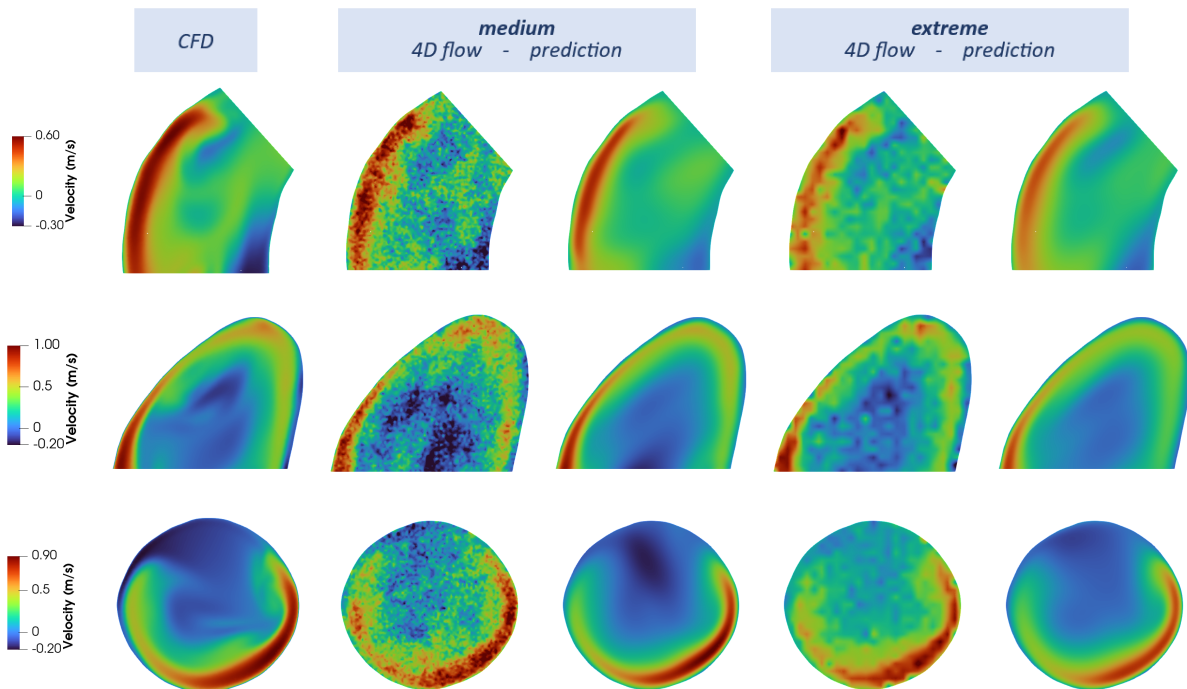 CFD
medium
4D flow - prediction
extreme
4D flow - prediction
0.60
0
-0.30
Velocity (m/s)
1.00
0.5
0
-0.20
Velocity (m/s)
0.90
0.5
0
-0.20
Velocity (m/s)